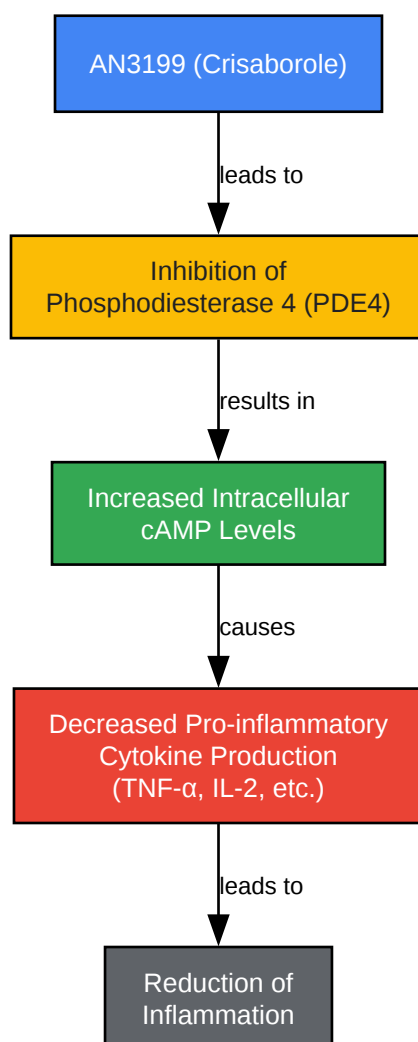 AN3199 (Crisaborole)
leads to
Inhibition of
Phosphodiesterase 4 (PDE4)
results in
Increased Intracellular
cAMP Levels
causes
Decreased Pro-inflammatory
Cytokine Production
(TNF-α, IL-2, etc.)
leads to
Reduction of
Inflammation